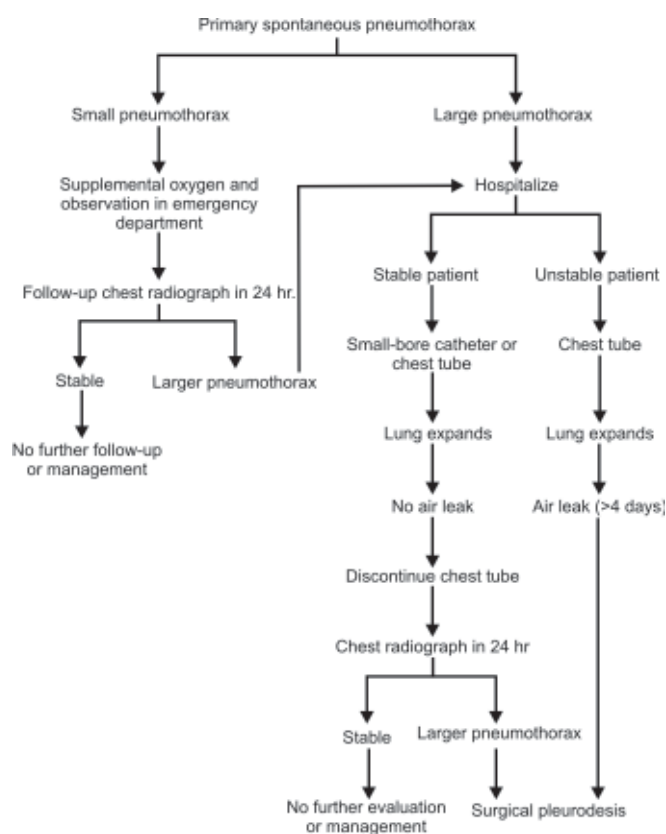 Primary spontaneous pneumothorax
Small pneumothorax
Large pneumothorax
Supplemental oxygen and
observation in emergency
department
Hospitalize
Stable patient
Unstable patient
Follow-up chest radiograph in 24 hr.
Small-bore catheter or
chest tube
Chest tube
Stable
Larger pneumothorax
Lung expands
Lung expands
No further follow-up
or management
No air leak
Air leak (>4 days)
Discontinue chest tube
Chest radiograph in 24 hr
Stable
Larger pneumothorax
No further evaluation
or management
Surgical pleurodesis